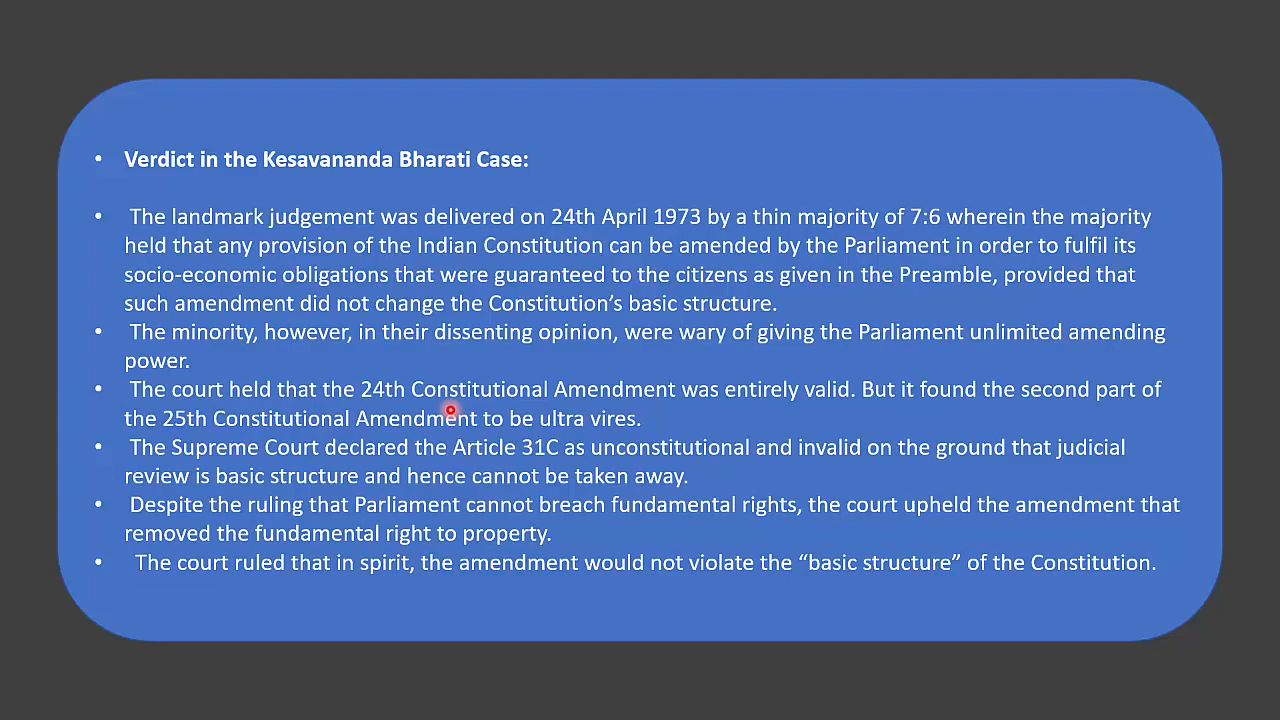 • Verdict in the Kesavananda Bharati Case:
• The landmark judgement was delivered on 24th April 1973 by a thin majority of 7:6 wherein the majority
held that any provision of the Indian Constitution can be amended by the Parliament in order to fulfil its
socio-economic obligations that were guaranteed to the citizens as given in the Preamble, provided that
such amendment did not change the Constitution’s basic structure.
• The minority, however, in their dissenting opinion, were wary of giving the Parliament unlimited amending
power.
• The court held that the 24th Constitutional Amendment was entirely valid. But it found the second part of
the 25th Constitutional Amendment to be ultra vires.
• The Supreme Court declared the Article 31C as unconstitutional and invalid on the ground that judicial
review is basic structure and hence cannot be taken away.
• Despite the ruling that Parliament cannot breach fundamental rights, the court upheld the amendment that
removed the fundamental right to property.
• The court ruled that in spirit, the amendment would not violate the “basic structure” of the Constitution.